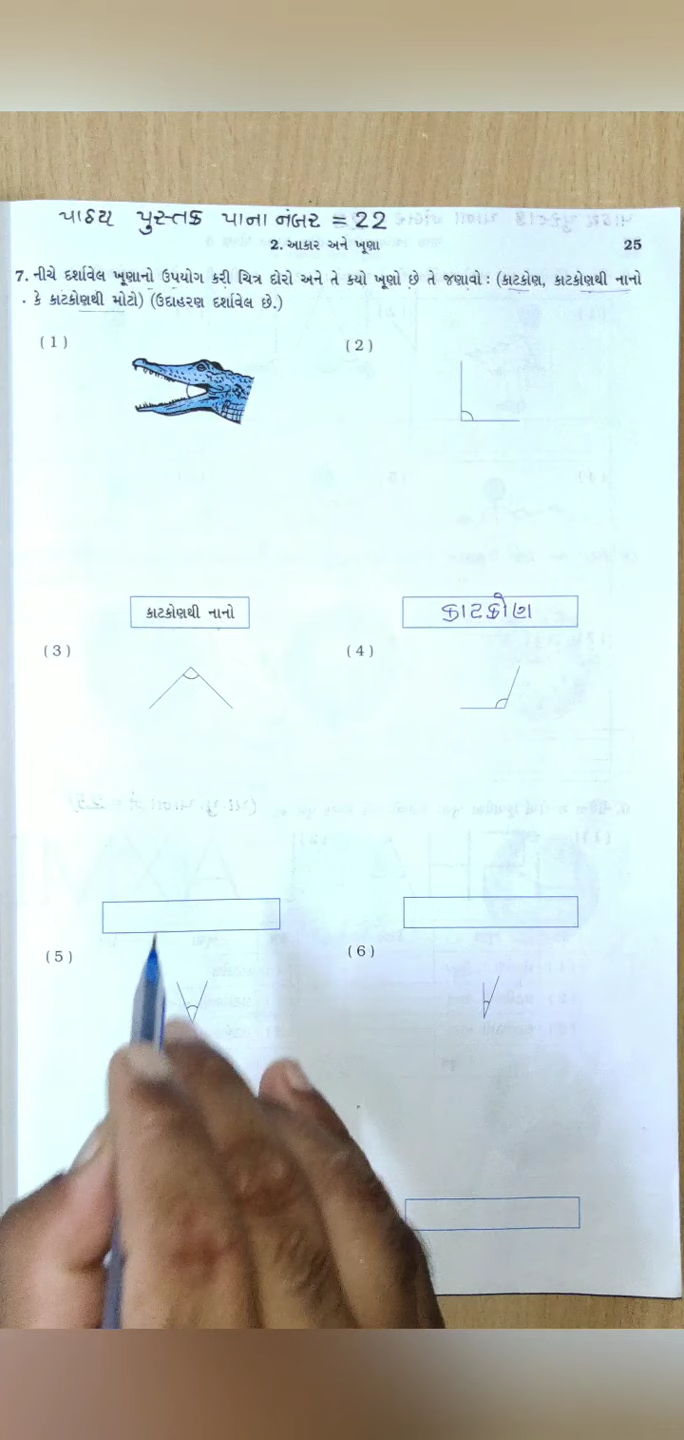 પાઠય પુસ્તક પાના નંબર = 22
2. આકાર અને ખૂણા 25
7. નીચે દર્શાવેલ ખૂણાનો ઉપયોગ કરી ચિત્ર દોરો અને તે કયો ખૂણો છે તે જણાવો : (કાટકોણ, કાટકોણથી નાનો
કે કાટકોણથી મોટો) (ઉદાહરણ દર્શાવેલ છે.)
(1) (2)
કાટકોણથી નાનો કાટકોણ
(3) (4)
(5) (6)